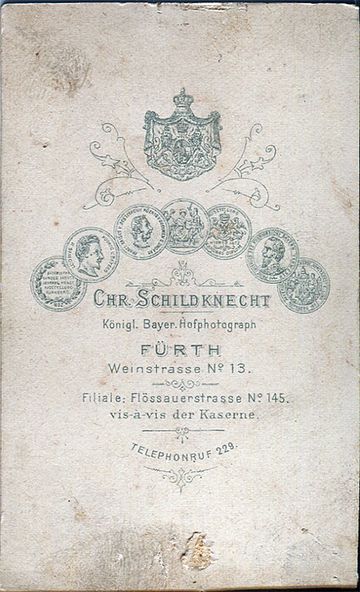 CHR. SCHILDKNECHT
Königl. Bayer. Hofphotograph
FÜRTH
Weinstrasse No 13.
Filiale: Flössauerstrasse No 145.
vis-a-vis der Kaserne.
TELEPHONRUF 229.